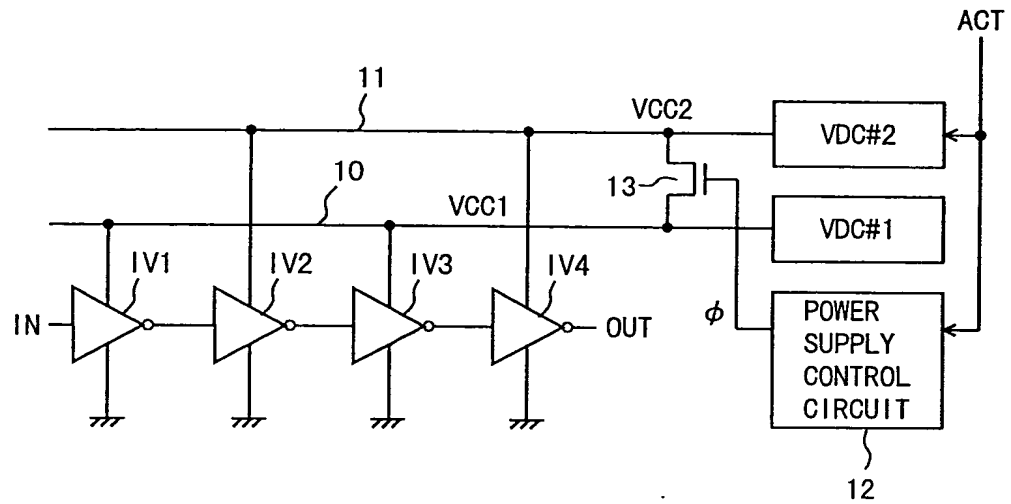 ACT
11
VCC2
VDC#2
10
13
VCC1
VDC#1
IV1
IV2
IV3
IV4
IN
OUT
φ
POWER
SUPPLY
CONTROL
CIRCUIT
12